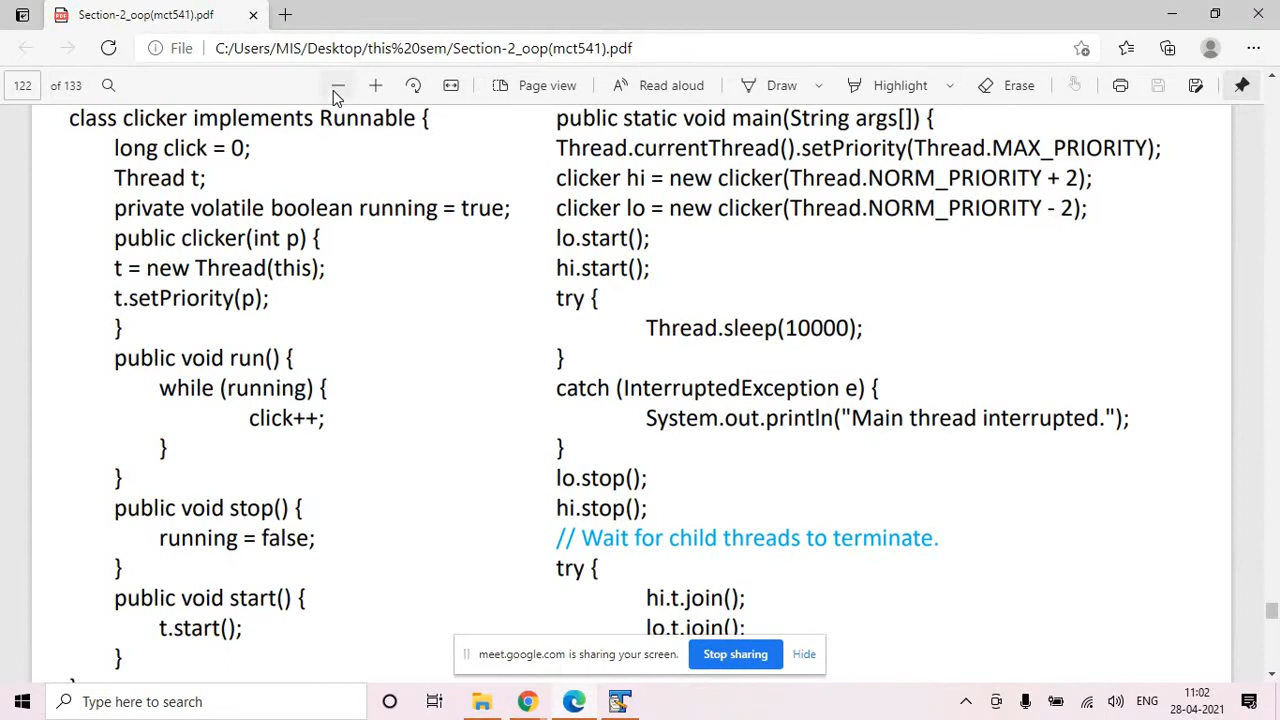 Section-2_oop(mct541).pdf
File C:/Users/MIS/Desktop/this%20sem/Section-2_oop(mct541).pdf
122 of 133 Page view Read aloud Draw Highlight Erase
class clicker implements Runnable {
long click = 0;
Thread t;
private volatile boolean running = true;
public clicker(int p) {
t = new Thread(this);
t.setPriority(p);
}
public void run() {
while (running) {
click++;
}
}
public void stop() {
running = false;
}
public void start() {
t.start();
}
public static void main(String args[]) {
Thread.currentThread().setPriority(Thread.MAX_PRIORITY);
clicker hi = new clicker(Thread.NORM_PRIORITY + 2);
clicker lo = new clicker(Thread.NORM_PRIORITY - 2);
lo.start();
hi.start();
try {
Thread.sleep(10000);
}
catch (InterruptedException e) {
System.out.println("Main thread interrupted.");
}
lo.stop();
hi.stop();
// Wait for child threads to terminate.
try {
hi.t.join();
lo.t.join();
meet.google.com is sharing your screen. Stop sharing Hide
Type here to search
ENG
11:02
28-04-2021